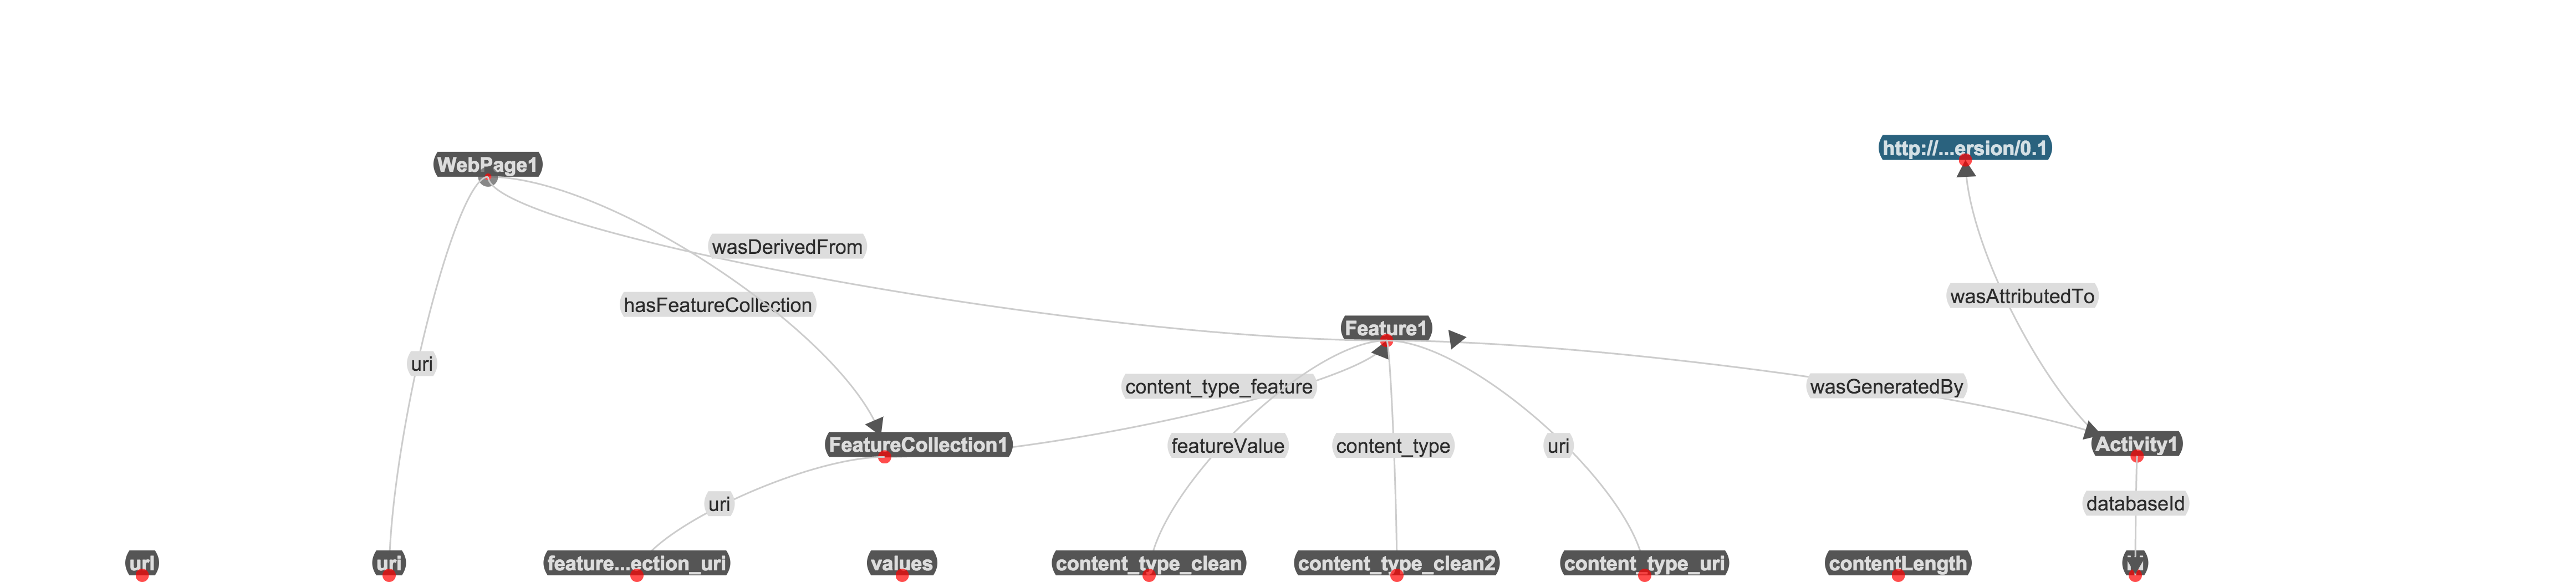 http://...ersion/0.1
WebPage1
wasDerivedFrom
wasAttributedTo
hasFeatureCollection
Feature1
uri
content_type_feature
wasGeneratedBy
FeatureCollection1
featureValue
content_type
uri
Activity1
uri
databaseId
url
uri
feature...ection_uri
values
content_type_clean
content_type_clean2
content_type_uri
contentLength